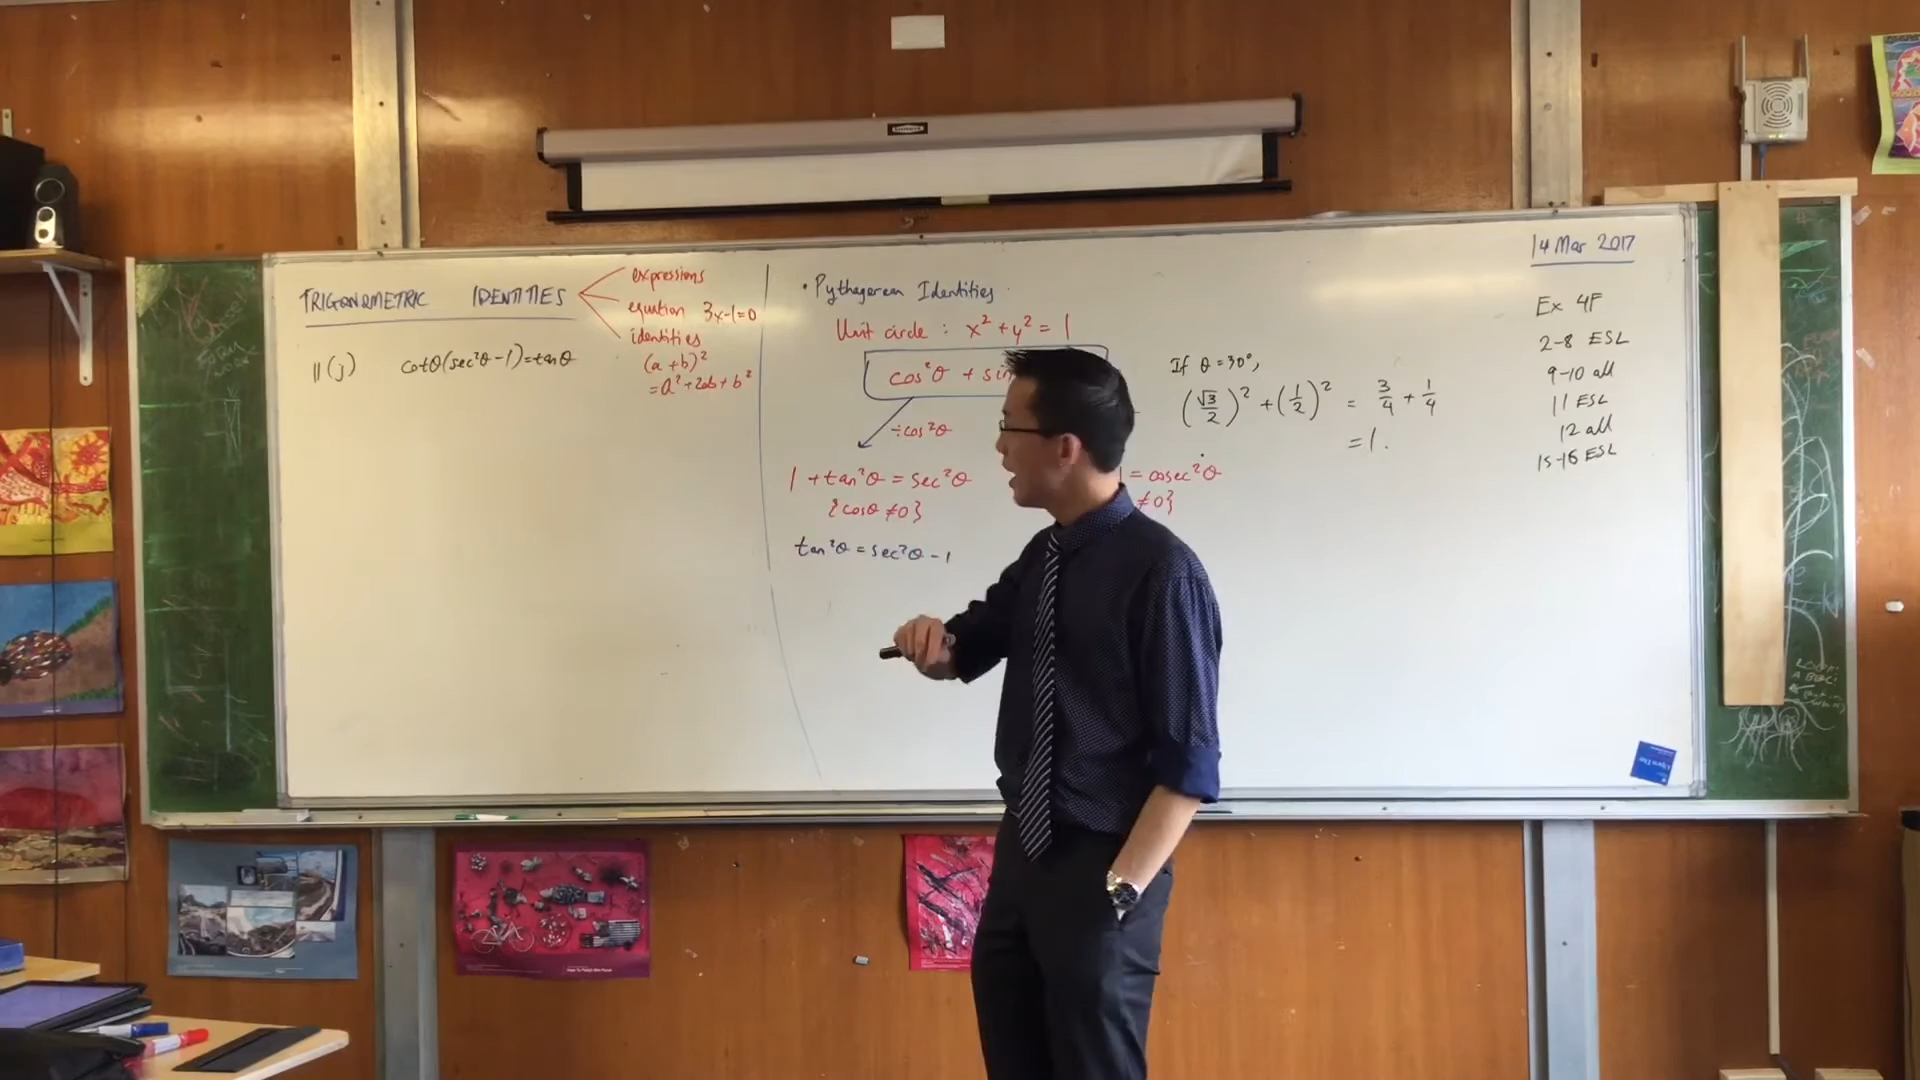 TRIGONOMETRIC IDENTITIES
expressions
equation 3x-1=0
identities
(a+b)²
=a²+2ab+b²
11(j) cotθ(sec²θ-1)=tanθ
· Pythagorean Identities
Unit circle : x²+y² = 1
cos²θ + sin
÷cos²θ
1+tan²θ = sec²θ
{cosθ ≠0}
tan²θ = sec²θ - 1
= cosec²θ
≠0}
If θ=30°,
(√3/2)² + (1/2)² = 3/4 + 1/4
=1.
14 Mar 2017
Ex 4F
2-8 ESL
9-10 all
11 ESL
12 all
15-16 ESL